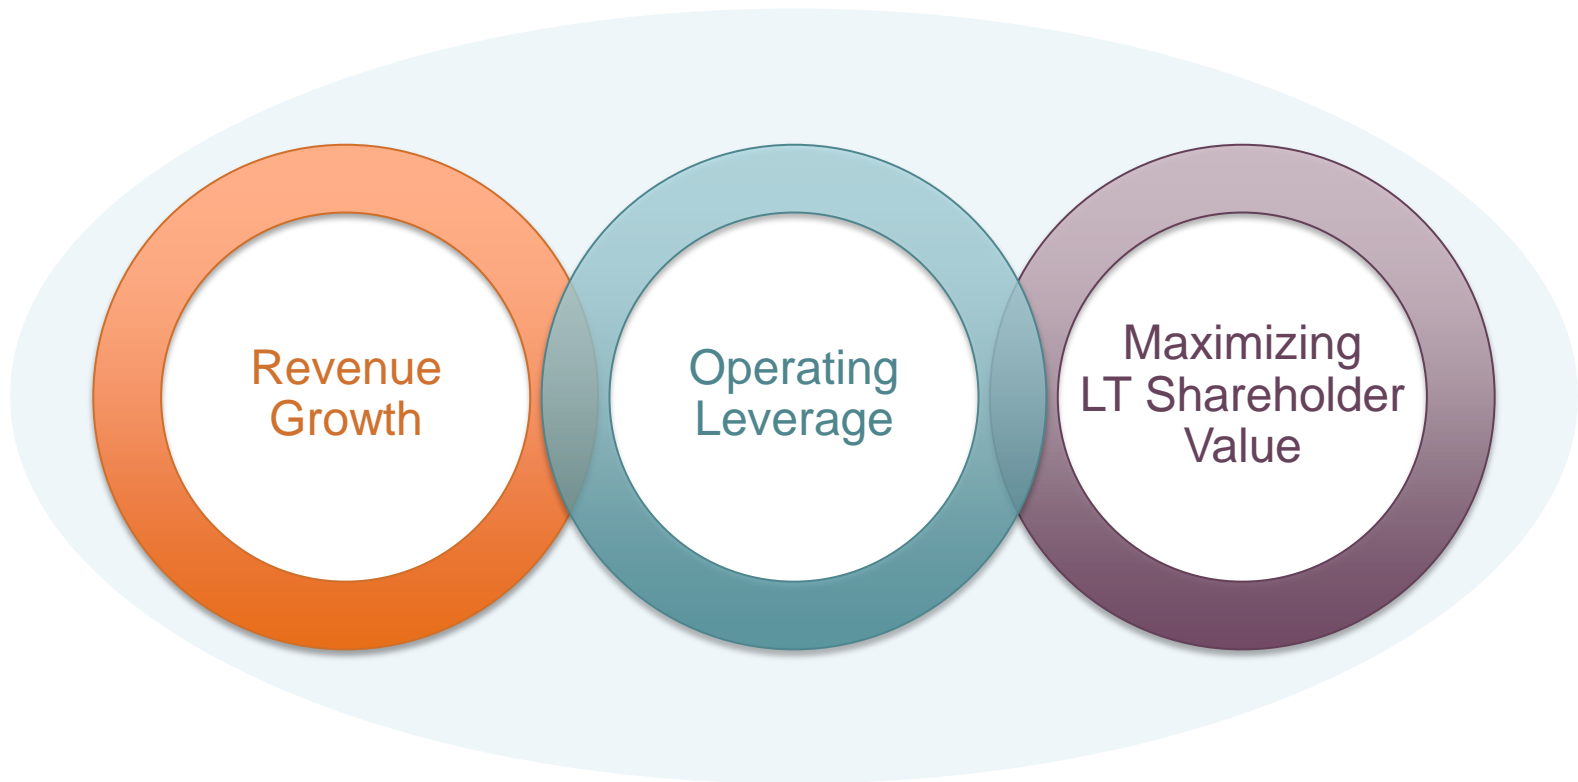 Revenue
Growth
Operating
Leverage
Maximizing
LT Shareholder
Value